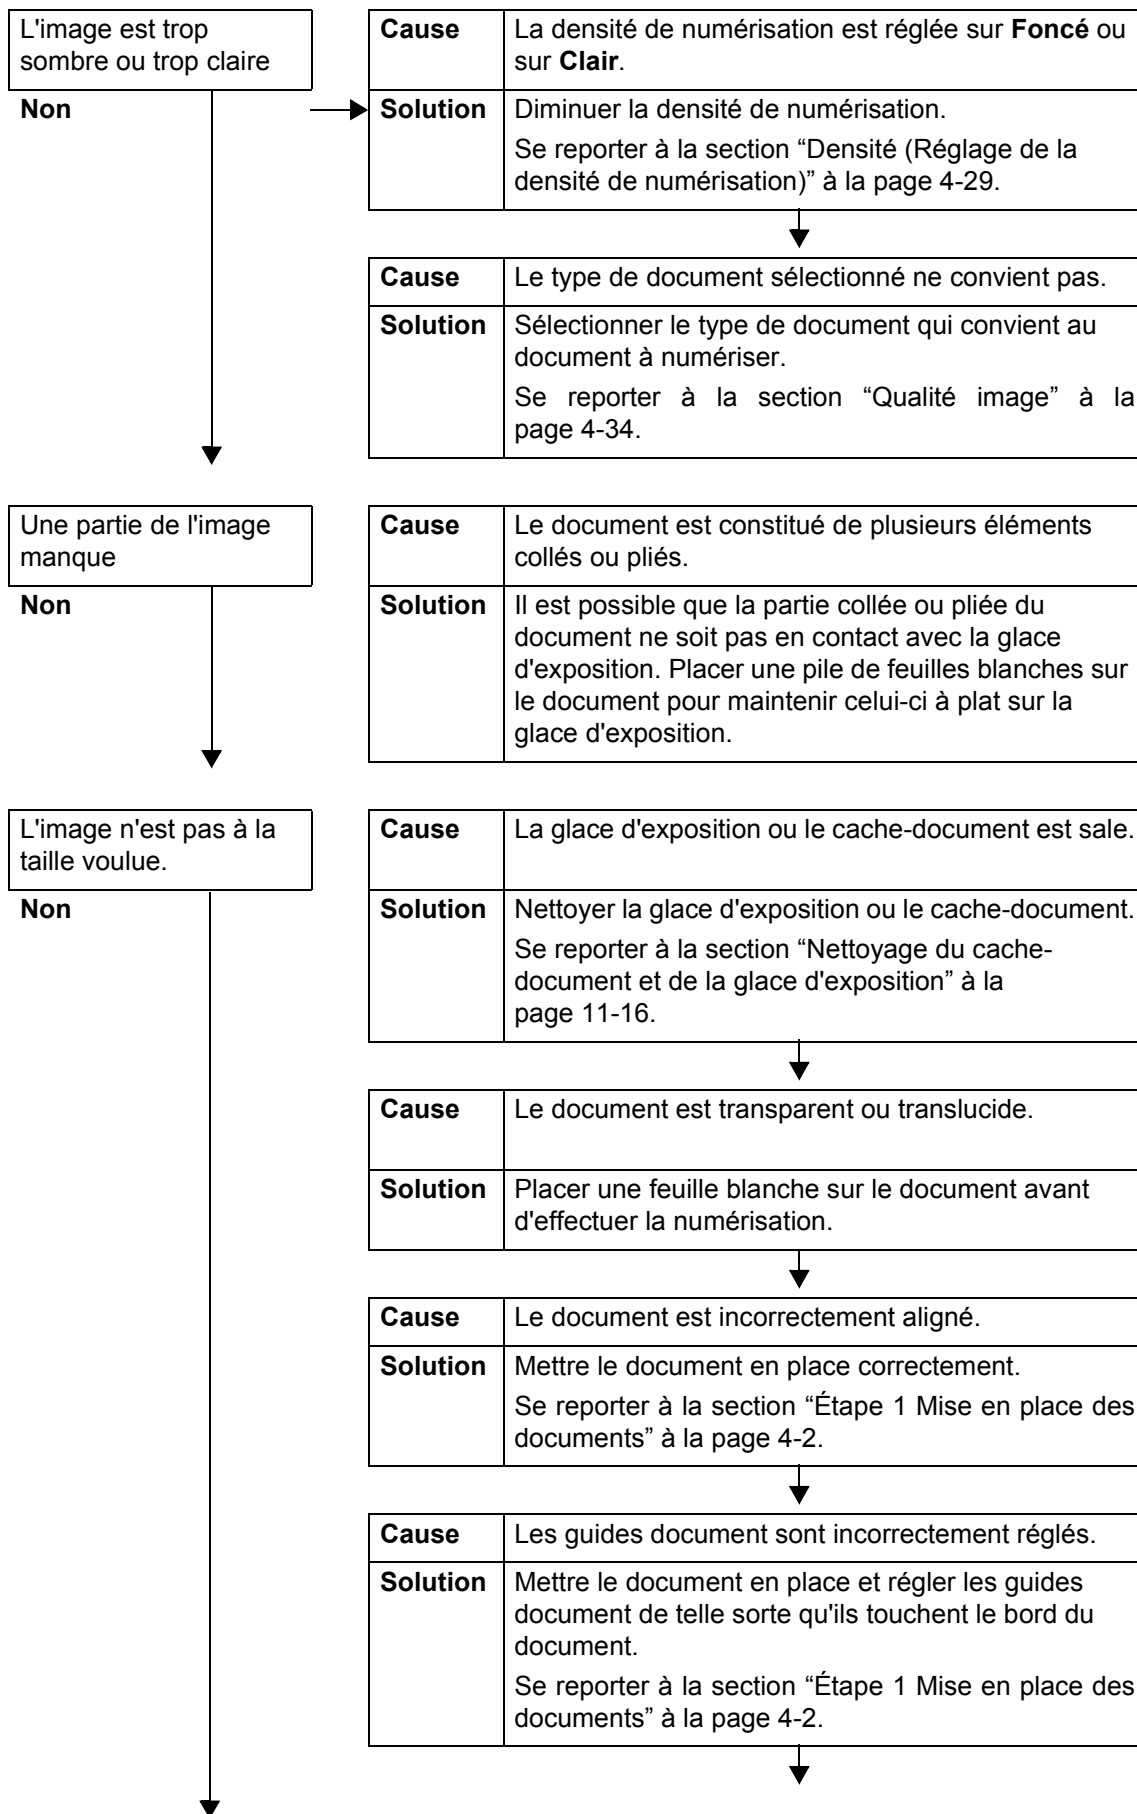 L'image est trop
sombre ou trop claire
Cause
La densité de numérisation est réglée sur Foncé ou
sur Clair.
Non
Solution
Diminuer la densité de numérisation.
Se reporter à la section “Densité (Réglage de la
densité de numérisation)” à la page 4-29.
Cause
Le type de document sélectionné ne convient pas.
Solution
Sélectionner le type de document qui convient au
document à numériser.
Se reporter à la section “Qualité image” à la
page 4-34.
Une partie de l'image
manque
Cause
Le document est constitué de plusieurs éléments
collés ou pliés.
Non
Solution
Il est possible que la partie collée ou pliée du
document ne soit pas en contact avec la glace
d'exposition. Placer une pile de feuilles blanches sur
le document pour maintenir celui-ci à plat sur la
glace d'exposition.
L'image n'est pas à la
taille voulue.
Cause
La glace d'exposition ou le cache-document est sale.
Non
Solution
Nettoyer la glace d'exposition ou le cache-document.
Se reporter à la section “Nettoyage du cache-
document et de la glace d'exposition” à la
page 11-16.
Cause
Le document est transparent ou translucide.
Solution
Placer une feuille blanche sur le document avant
d'effectuer la numérisation.
Cause
Le document est incorrectement aligné.
Solution
Mettre le document en place correctement.
Se reporter à la section “Étape 1 Mise en place des
documents” à la page 4-2.
Cause
Les guides document sont incorrectement réglés.
Solution
Mettre le document en place et régler les guides
document de telle sorte qu'ils touchent le bord du
document.
Se reporter à la section “Étape 1 Mise en place des
documents” à la page 4-2.